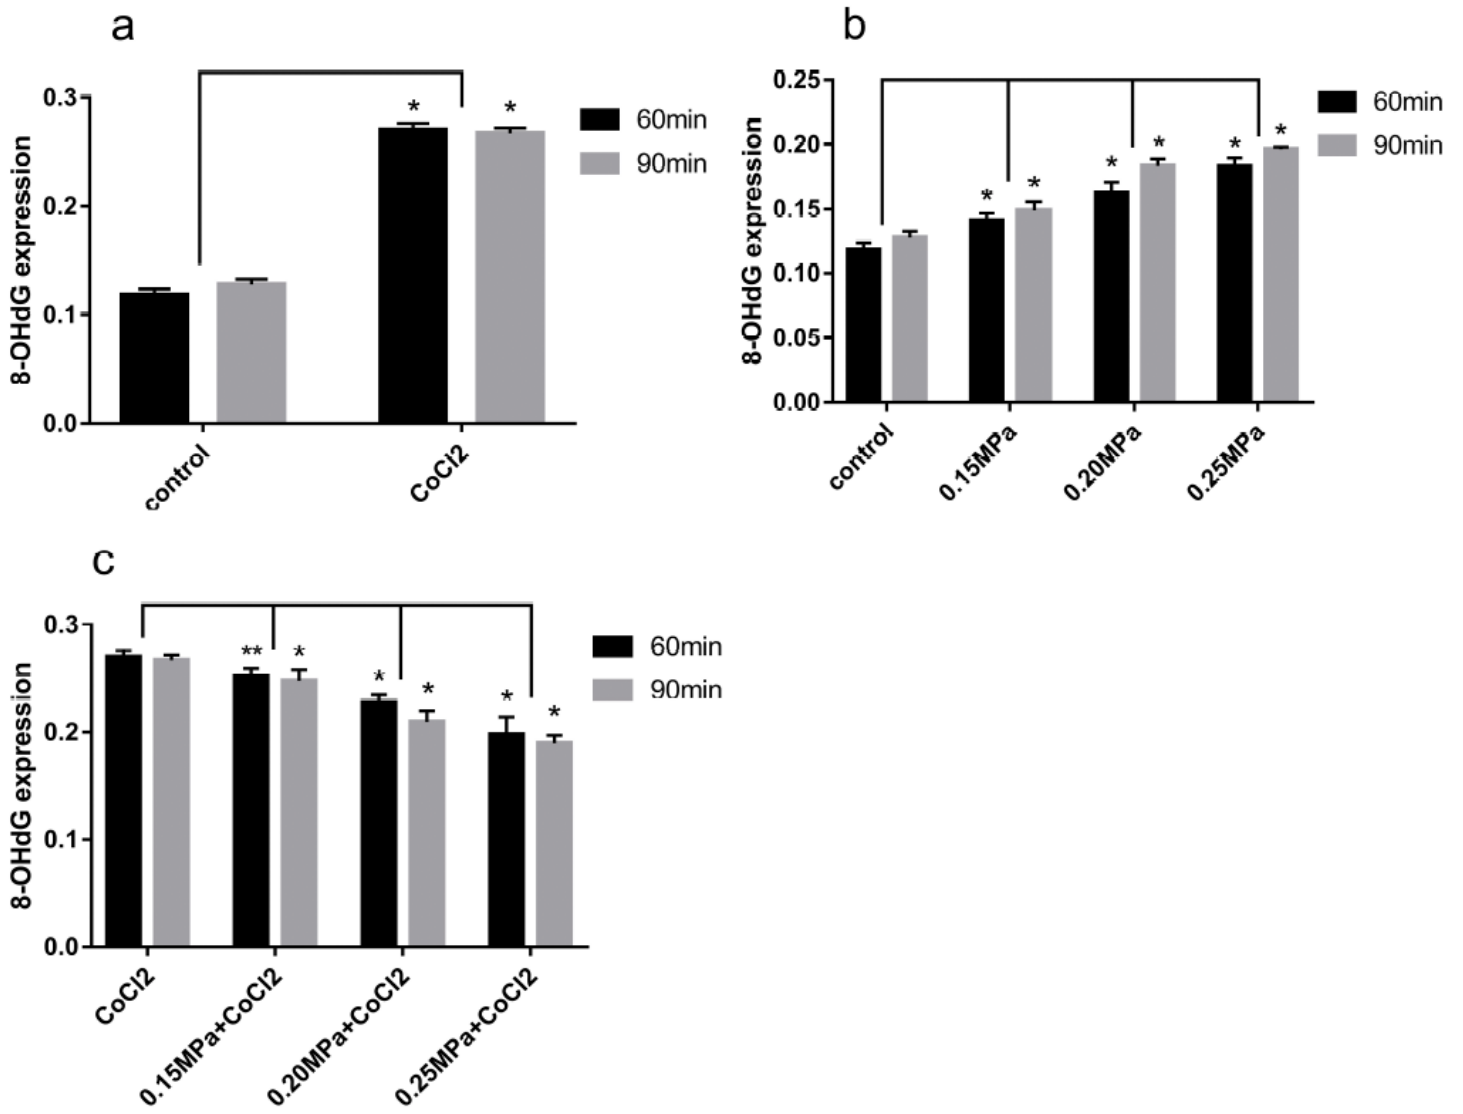 a
8-OHdG expression
0.3
0.2
0.1
0.0
* *
control
CoCl2
60min
90min
b
8-OHdG expression
0.25
0.20
0.15
0.10
0.05
0.00
* * * * * *
control
0.15MPa
0.20MPa
0.25MPa
60min
90min
c
8-OHdG expression
0.3
0.2
0.1
0.0
** * * * * *
CoCl2
0.15MPa+CoCl2
0.20MPa+CoCl2
0.25MPa+CoCl2
60min
90min